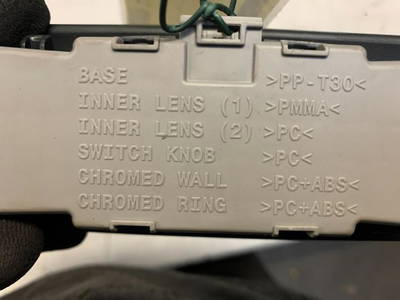 BASE >PP-T30<
INNER LENS (1) >PMMA<
INNER LENS (2) >PC<
SWITCH KNOB >PC<
CHROMED WALL >PC+ABS<
CHROMED RING >PC+ABS<